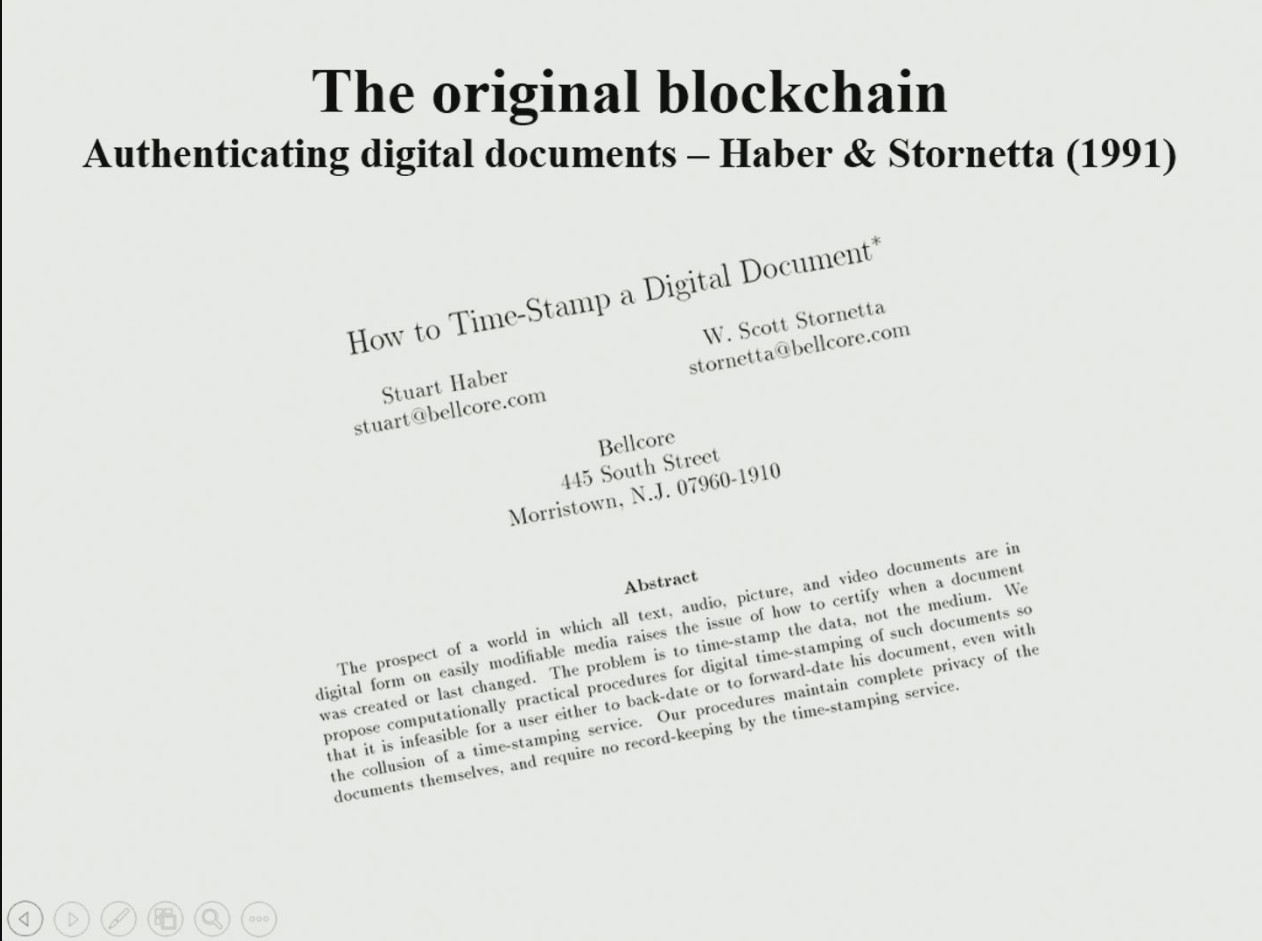 The original blockchain
Authenticating digital documents – Haber & Stornetta (1991)
How to Time-Stamp a Digital Document*
Stuart Haber
stuart@bellcore.com
W. Scott Stornetta
stornetta@bellcore.com
Bellcore
445 South Street
Morristown, N.J. 07960-1910
Abstract
The prospect of a world in which all text, audio, picture, and video documents are in
digital form on easily modifiable media raises the issue of how to certify when a document
was created or last changed. The problem is to time-stamp the data, not the medium. We
propose computationally practical procedures for digital time-stamping of such documents so
that it is infeasible for a user either to back-date or to forward-date his document, even with
the collusion of a time-stamping service. Our procedures maintain complete privacy of the
documents themselves, and require no record-keeping by the time-stamping service.